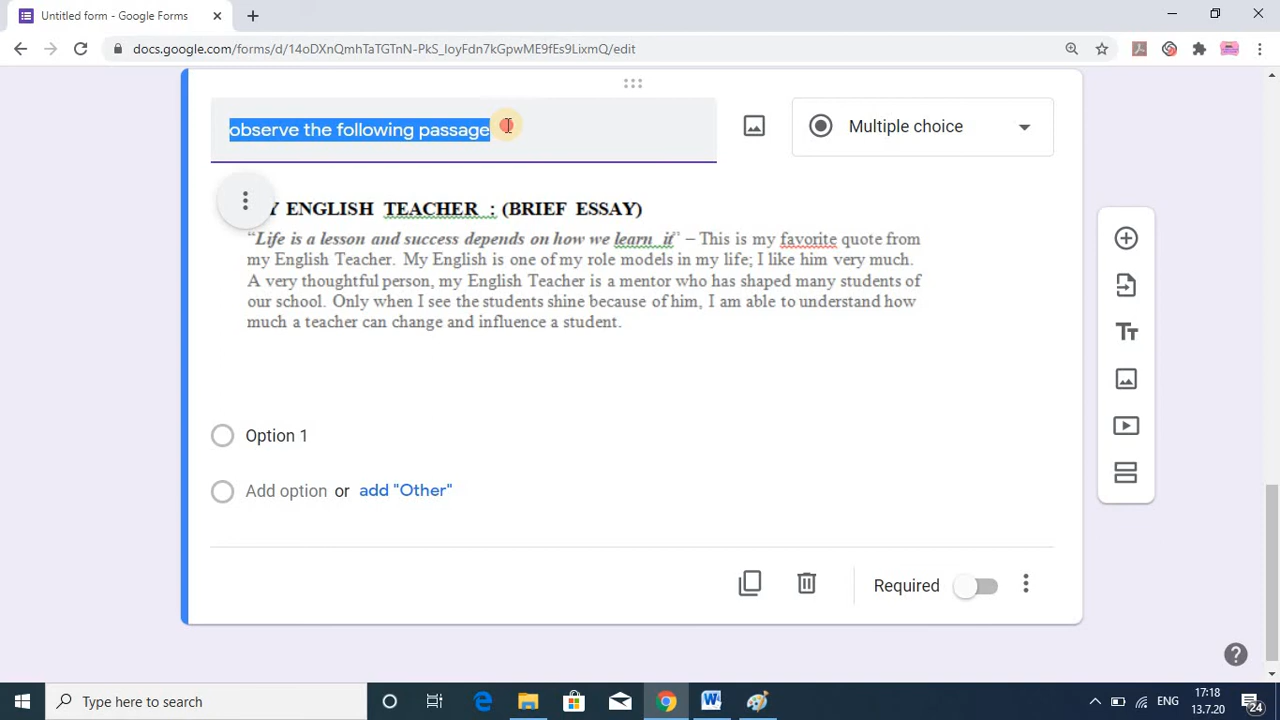 Untitled form - Google Forms
docs.google.com/forms/d/14oDXnQmhTaTGTnN-PkS_loyFdn7kGpwME9fEs9LixmQ/edit
observe the following passage
Multiple choice
Y ENGLISH TEACHER : (BRIEF ESSAY)
"Life is a lesson and success depends on how we learn it" – This is my favorite quote from
my English Teacher. My English is one of my role models in my life; I like him very much.
A very thoughtful person, my English Teacher is a mentor who has shaped many students of
our school. Only when I see the students shine because of him, I am able to understand how
much a teacher can change and influence a student.
Option 1
Add option or add "Other"
Required
Type here to search
ENG
17:18
13.7.20
24